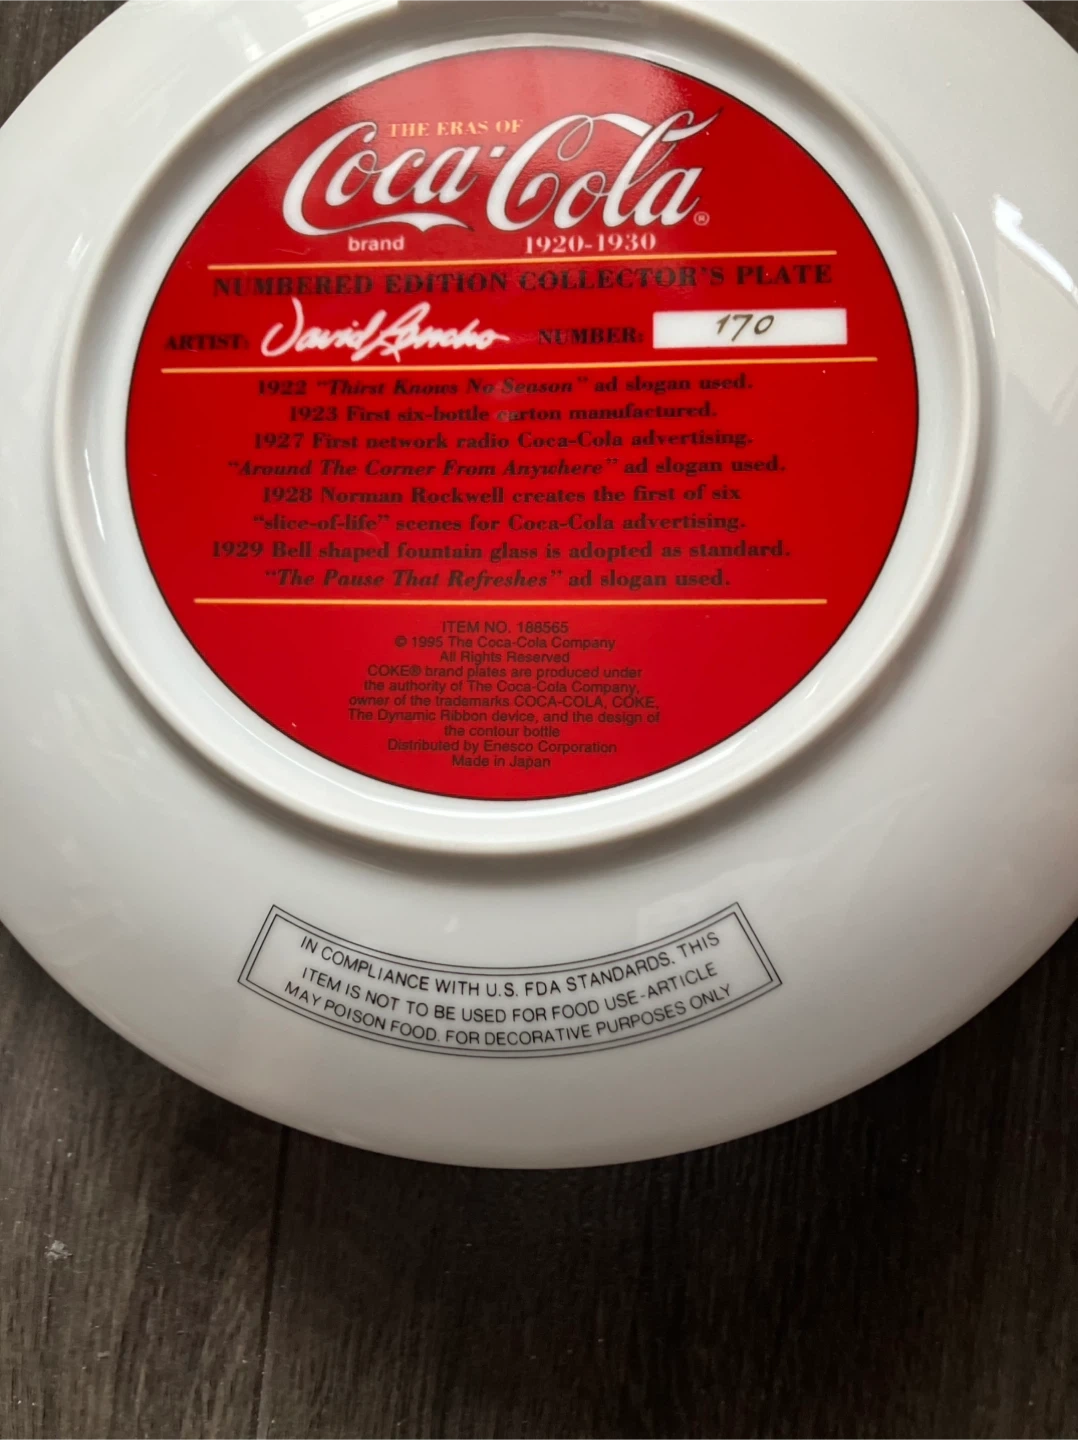 THE ERAS OF
Coca-Cola®
brand 1920-1930
NUMBERED EDITION COLLECTOR'S PLATE
ARTIST: David NUMBER: 170
1922 "Thirst Knows No Season" ad slogan used.
1923 First six-bottle carton manufactured.
1927 First network radio Coca-Cola advertising.
"Around The Corner From Anywhere" ad slogan used.
1928 Norman Rockwell creates the first of six
"slice-of-life" scenes for Coca-Cola advertising.
1929 Bell shaped fountain glass is adopted as standard.
"The Pause That Refreshes" ad slogan used.
ITEM NO. 188565
© 1995 The Coca-Cola Company
All Rights Reserved
COKE® brand plates are produced under
the authority of The Coca-Cola Company,
owner of the trademarks COCA-COLA, COKE,
The Dynamic Ribbon device, and the design of
the contour bottle
Distributed by Enesco Corporation
Made in Japan
IN COMPLIANCE WITH U.S. FDA STANDARDS. THIS
ITEM IS NOT TO BE USED FOR FOOD USE-ARTICLE
MAY POISON FOOD. FOR DECORATIVE PURPOSES ONLY